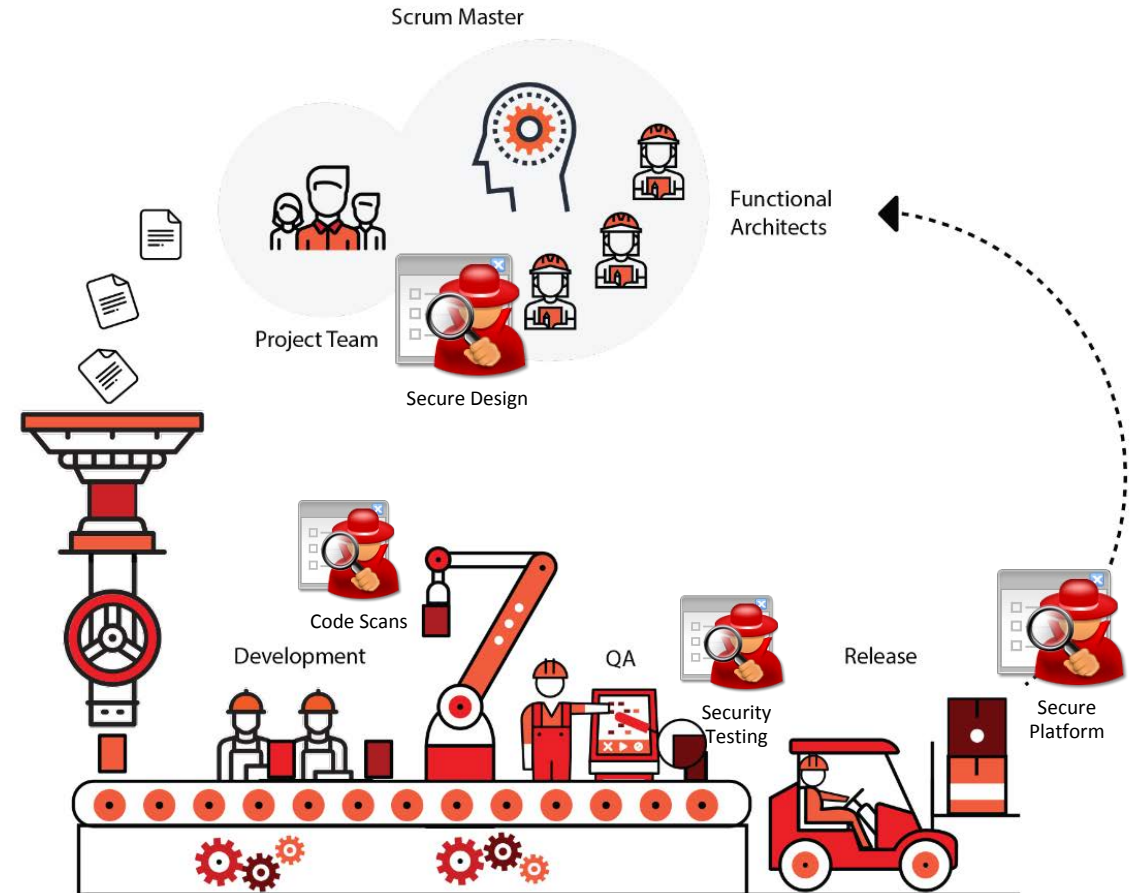 Scrum Master
Functional
Architects
Project Team
Secure Design
Code Scans
Development
QA
Release
Security
Testing
Secure
Platform